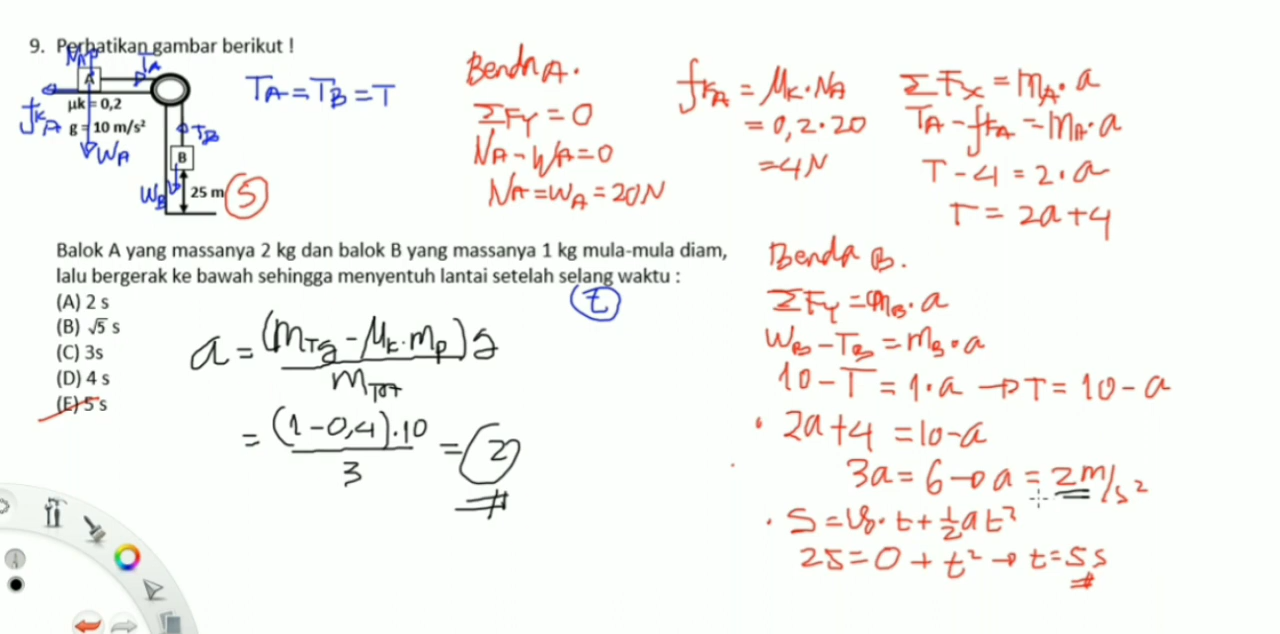 9. Perhatikan gambar berikut !
NA
TA
A
fkA
μk = 0,2
g = 10 m/s²
WA
TB
B
WB
25 m
S
TA = TB = T
Benda A.
ΣFy = 0
NA - WA = 0
NA = WA = 20N
fkA = μk . NA
= 0,2 . 20
= 4 N
ΣFx = mA . a
TA - fkA = mA . a
T - 4 = 2 . a
T = 2a + 4
Balok A yang massanya 2 kg dan balok B yang massanya 1 kg mula-mula diam,
lalu bergerak ke bawah sehingga menyentuh lantai setelah selang waktu :
t
(A) 2 s
(B) √5 s
(C) 3s
(D) 4 s
(E) 5 s
a = (mTg - μk . mp) g / mTot
= (1 - 0,4) . 10 / 3 = 2
Benda B.
ΣFy = mB . a
WB - TB = mB . a
10 - T = 1 . a → T = 10 - a
• 2a + 4 = 10 - a
3a = 6 → a = 2 m/s²
• S = v0 . t + ½ a t²
25 = 0 + t² → t = 5 s